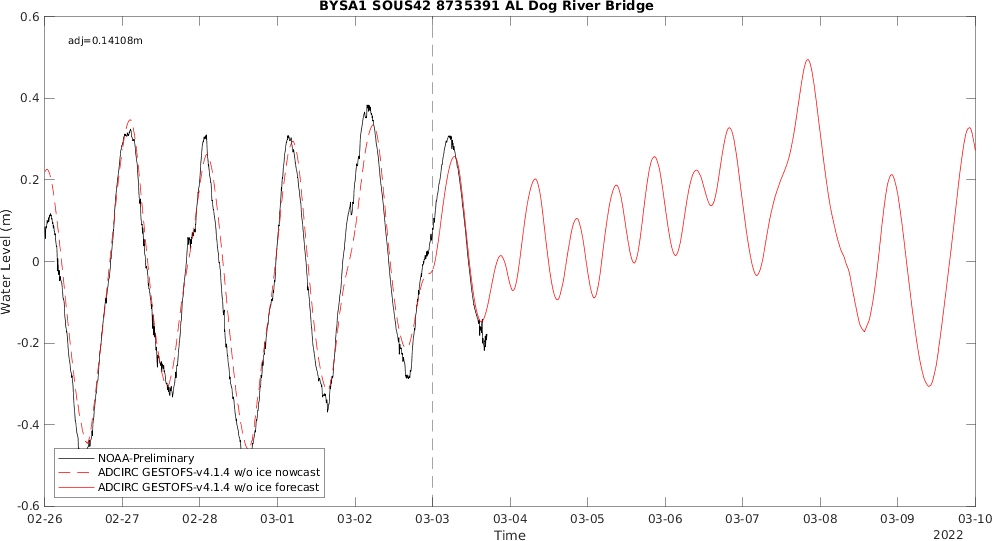 BYSA1 SOUS42 8735391 AL Dog River Bridge
adj=0.14108m
0.6
0.4
0.2
0
-0.2
-0.4
-0.6
Water Level (m)
NOAA-Preliminary
ADCIRC GESTOFS-v4.1.4 w/o ice nowcast
ADCIRC GESTOFS-v4.1.4 w/o ice forecast
02-26 02-27 02-28 03-01 03-02 03-03 03-04 03-05 03-06 03-07 03-08 03-09 03-10
Time
2022